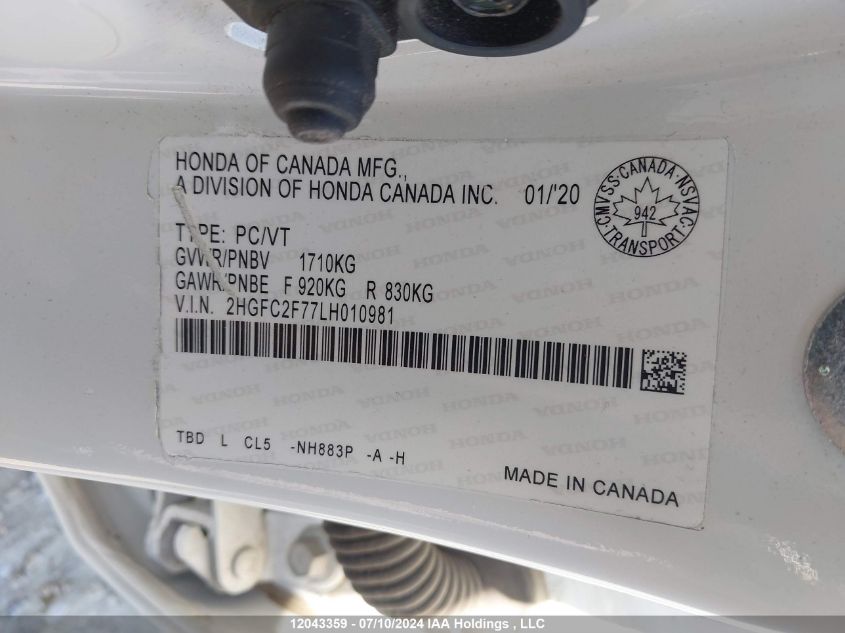 HONDA OF CANADA MFG.,
A DIVISION OF HONDA CANADA INC. 01/'20
CMVSS·CANADA·NSVAC·TRANSPORT·
942
TYPE: PC/VT
GVWR/PNBV 1710KG
GAWR/PNBE F 920KG R 830KG
V.I.N. 2HGFC2F77LH010981
TBD L CL5 -NH883P -A -H
MADE IN CANADA
12043359 - 07/10/2024 IAA Holdings , LLC